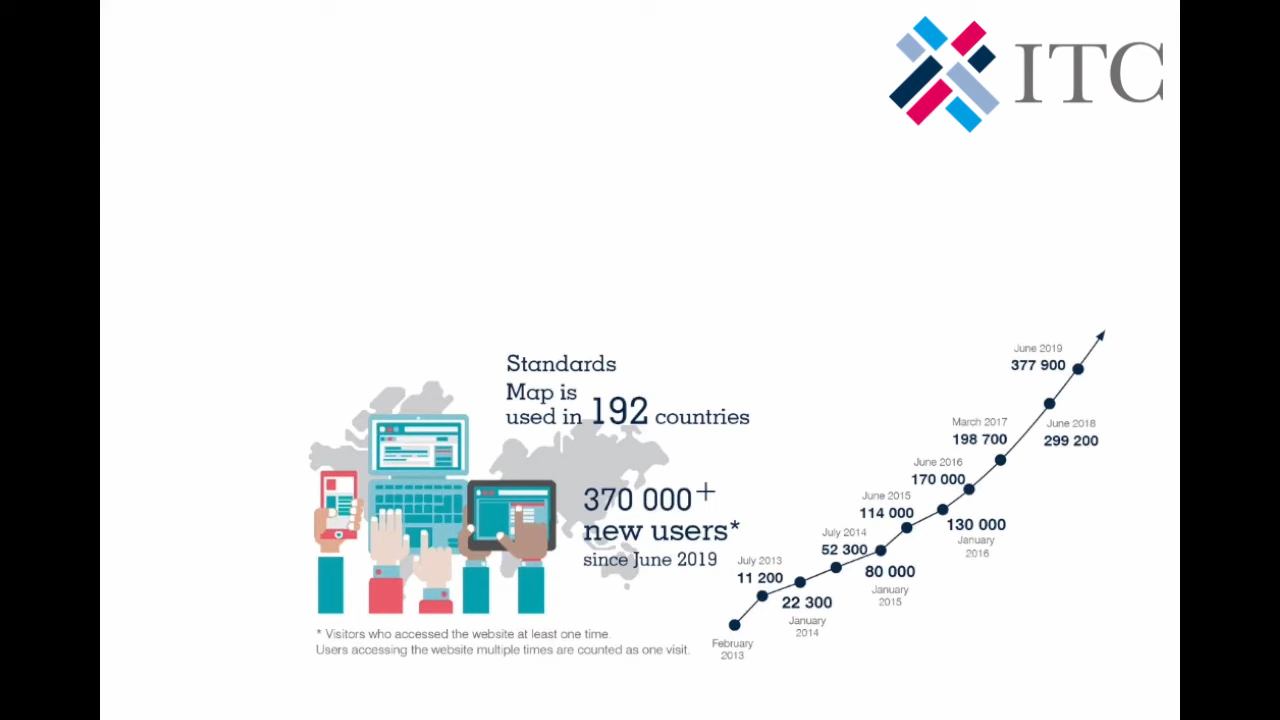 ITC
Standards
Map is
used in 192 countries
370 000+
new users*
since June 2019
* Visitors who accessed the website at least one time.
Users accessing the website multiple times are counted as one visit.
February
2013
July 2013
11 200
22 300
January
2014
July 2014
52 300
80 000
January
2015
June 2015
114 000
130 000
January
2016
June 2016
170 000
March 2017
198 700
June 2018
299 200
June 2019
377 900